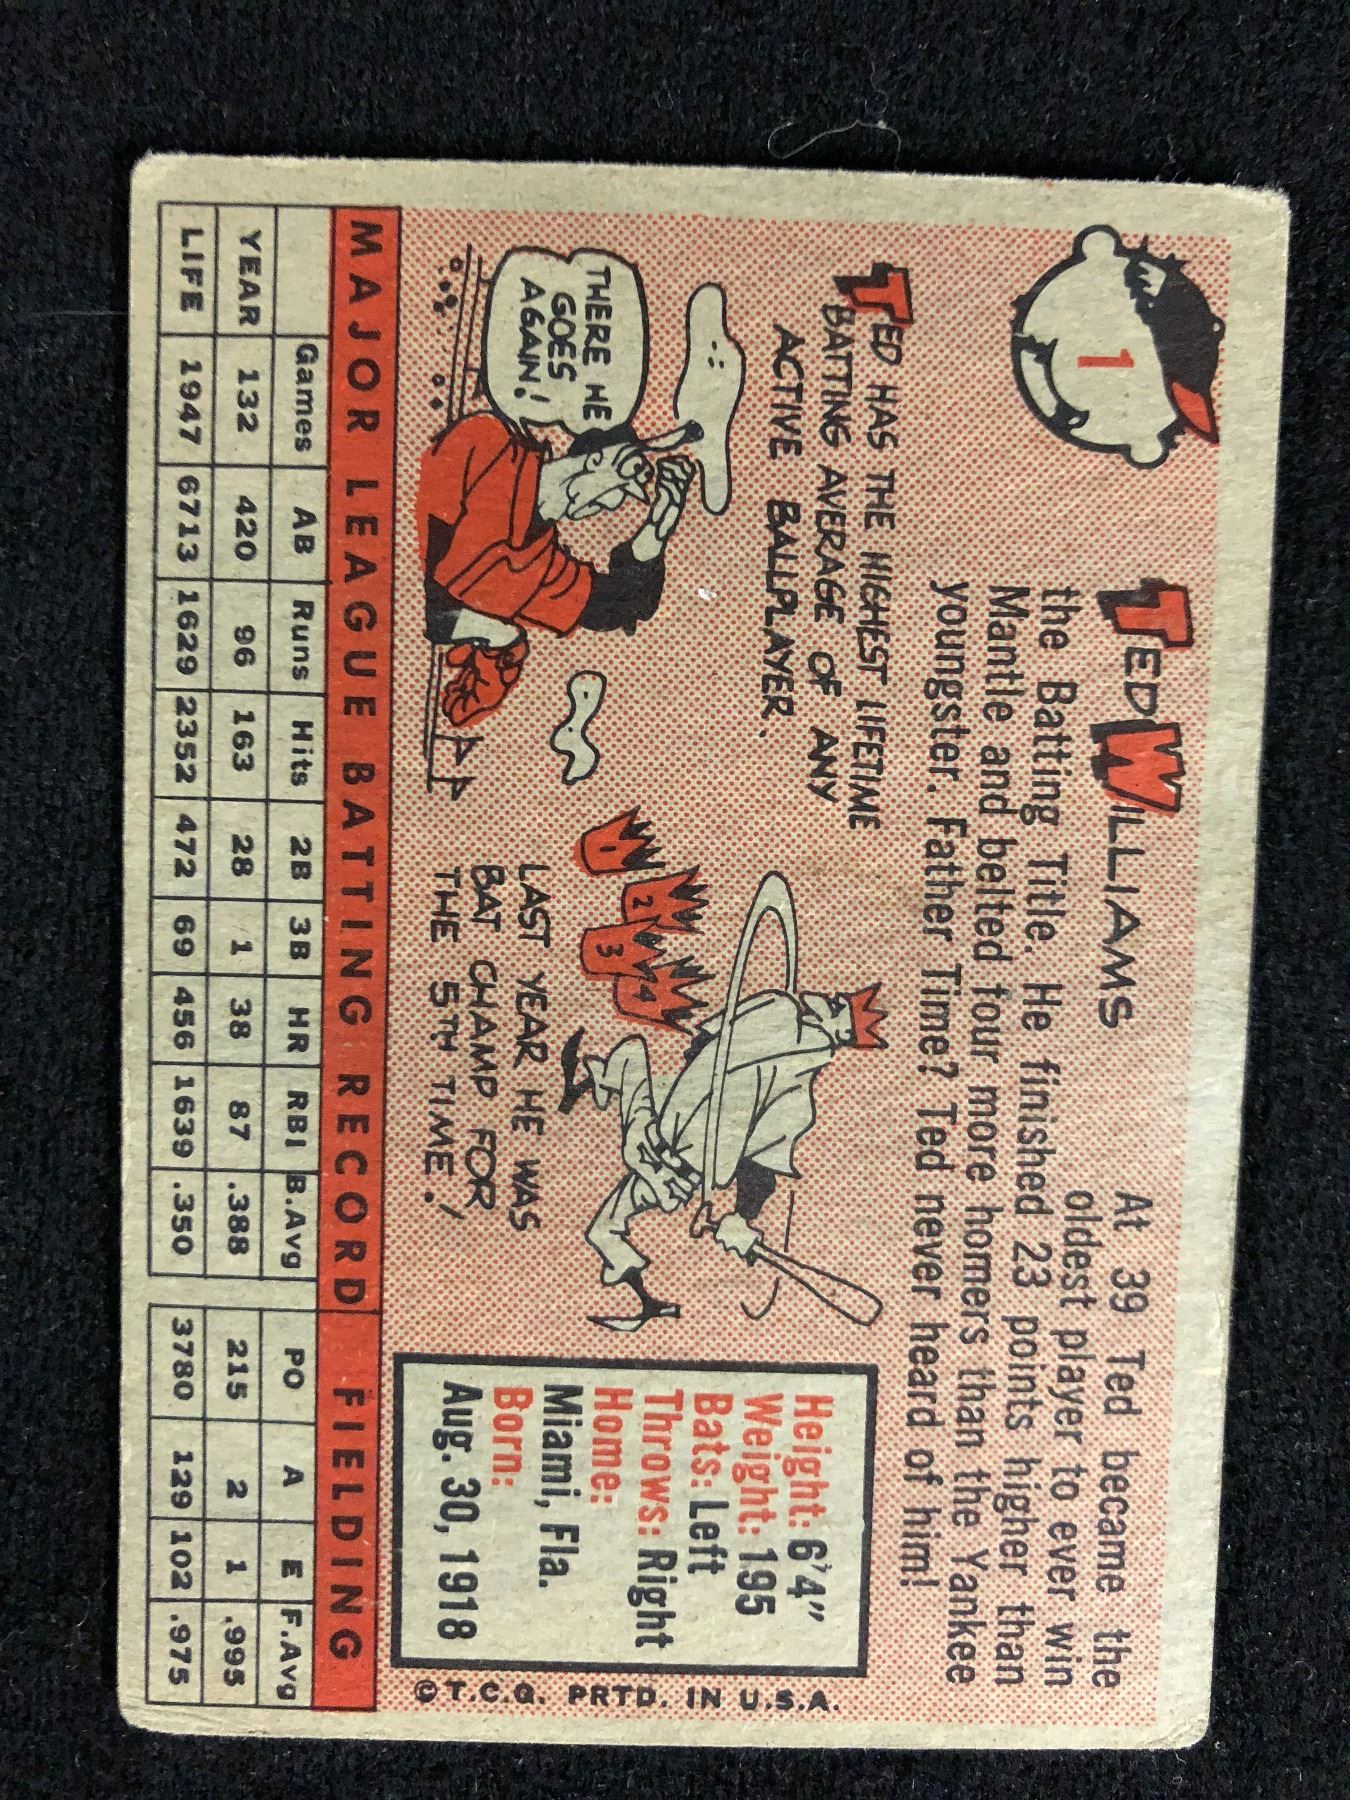 1
TED WILLIAMS
At 39 Ted became the
oldest player to ever win
the Batting Title. He finished 23 points higher than
Mantle and belted four more homers than the Yankee
youngster. Father Time? Ted never heard of him!
TED HAS THE HIGHEST LIFETIME
BATTING AVERAGE OF ANY
ACTIVE BALLPLAYER.
THERE HE
GOES
AGAIN!
1
2
3
4
LAST YEAR HE WAS
BAT CHAMP FOR
THE 5TH TIME!
Height: 6'4"
Weight: 195
Bats: Left
Throws: Right
Home:
Miami, Fla.
Born:
Aug. 30, 1918
© T.C.G. PRTD. IN U.S.A.
MAJOR LEAGUE BATTING RECORD FIELDING
Games AB Runs Hits 2B 3B HR RBI B.Avg PO A E F.Avg
YEAR 132 420 96 163 28 1 38 87 .388 215 2 1 .995
LIFE 1947 6713 1629 2352 472 69 456 1639 .350 3780 129 102 .975